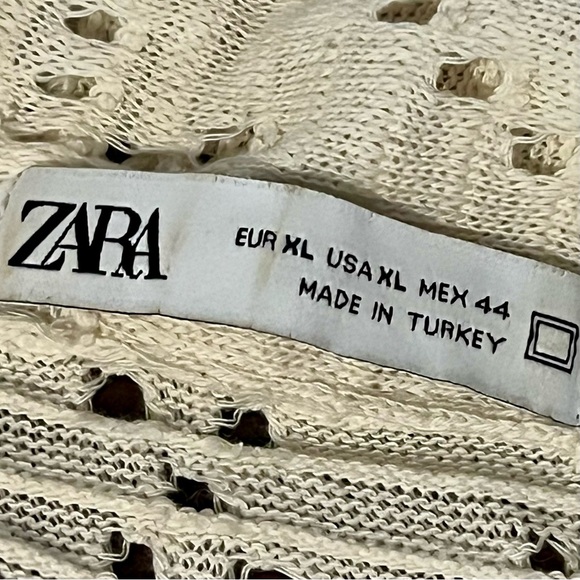 ZARA
EUR XL USA XL MEX 44
MADE IN TURKEY